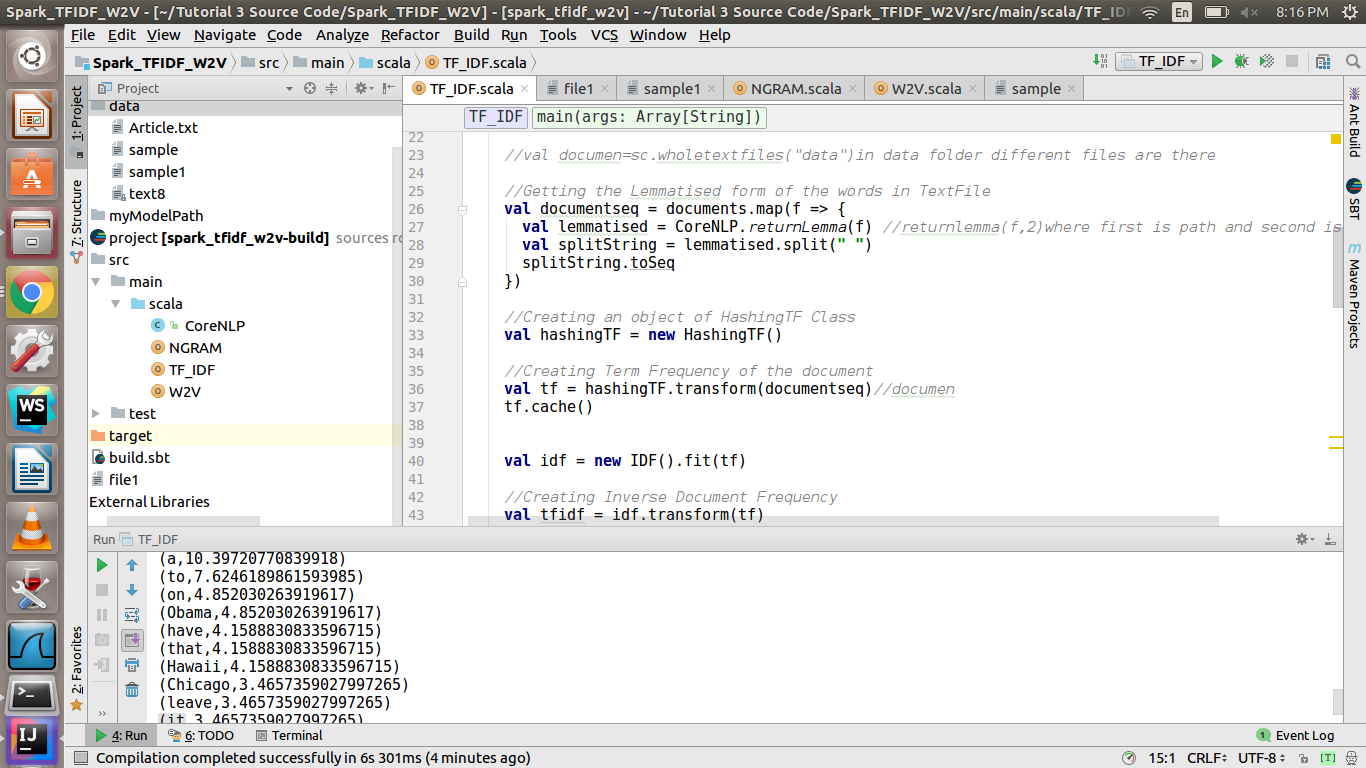 Spark_TFIDF_W2V - [~/Tutorial 3 Source Code/Spark_TFIDF_W2V] - [spark_tfidf_w2v] - ~/Tutorial 3 Source Code/Spark_TFIDF_W2V/src/main/scala/TF_ID
En
8:16 PM
File Edit View Navigate Code Analyze Refactor Build Run Tools VCS Window Help
Spark_TFIDF_W2V src main scala TF_IDF.scala
TF_IDF
Project
TF_IDF.scala file1 sample1 NGRAM.scala W2V.scala sample
TF_IDF main(args: Array[String])
1: Project
7: Structure
2: Favorites
data
Article.txt
sample
sample1
text8
myModelPath
project [spark_tfidf_w2v-build] sources ro
src
main
scala
CoreNLP
NGRAM
TF_IDF
W2V
test
target
build.sbt
file1
External Libraries
22
23 //val documen=sc.wholetextfiles("data")in data folder different files are there
24
25 //Getting the Lemmatised form of the words in TextFile
26 val documentseq = documents.map(f => {
27 val lemmatised = CoreNLP.returnLemma(f) //returnlemma(f,2)where first is path and second is
28 val splitString = lemmatised.split(" ")
29 splitString.toSeq
30 })
31
32 //Creating an object of HashingTF Class
33 val hashingTF = new HashingTF()
34
35 //Creating Term Frequency of the document
36 val tf = hashingTF.transform(documentseq)//documen
37 tf.cache()
38
39
40 val idf = new IDF().fit(tf)
41
42 //Creating Inverse Document Frequency
43 val tfidf = idf.transform(tf)
Ant Build
SBT
Maven Projects
Run TF_IDF
(a,10.39720770839918)
(to,7.6246189861593985)
(on,4.852030263919617)
(Obama,4.852030263919617)
(have,4.1588830833596715)
(that,4.1588830833596715)
(Hawaii,4.1588830833596715)
(Chicago,3.4657359027997265)
(leave,3.4657359027997265)
(it,3.4657359027997265)
4: Run 6: TODO Terminal
1 Event Log
Compilation completed successfully in 6s 301ms (4 minutes ago)
15:1 CRLF UTF-8 [T]
WS
IJ